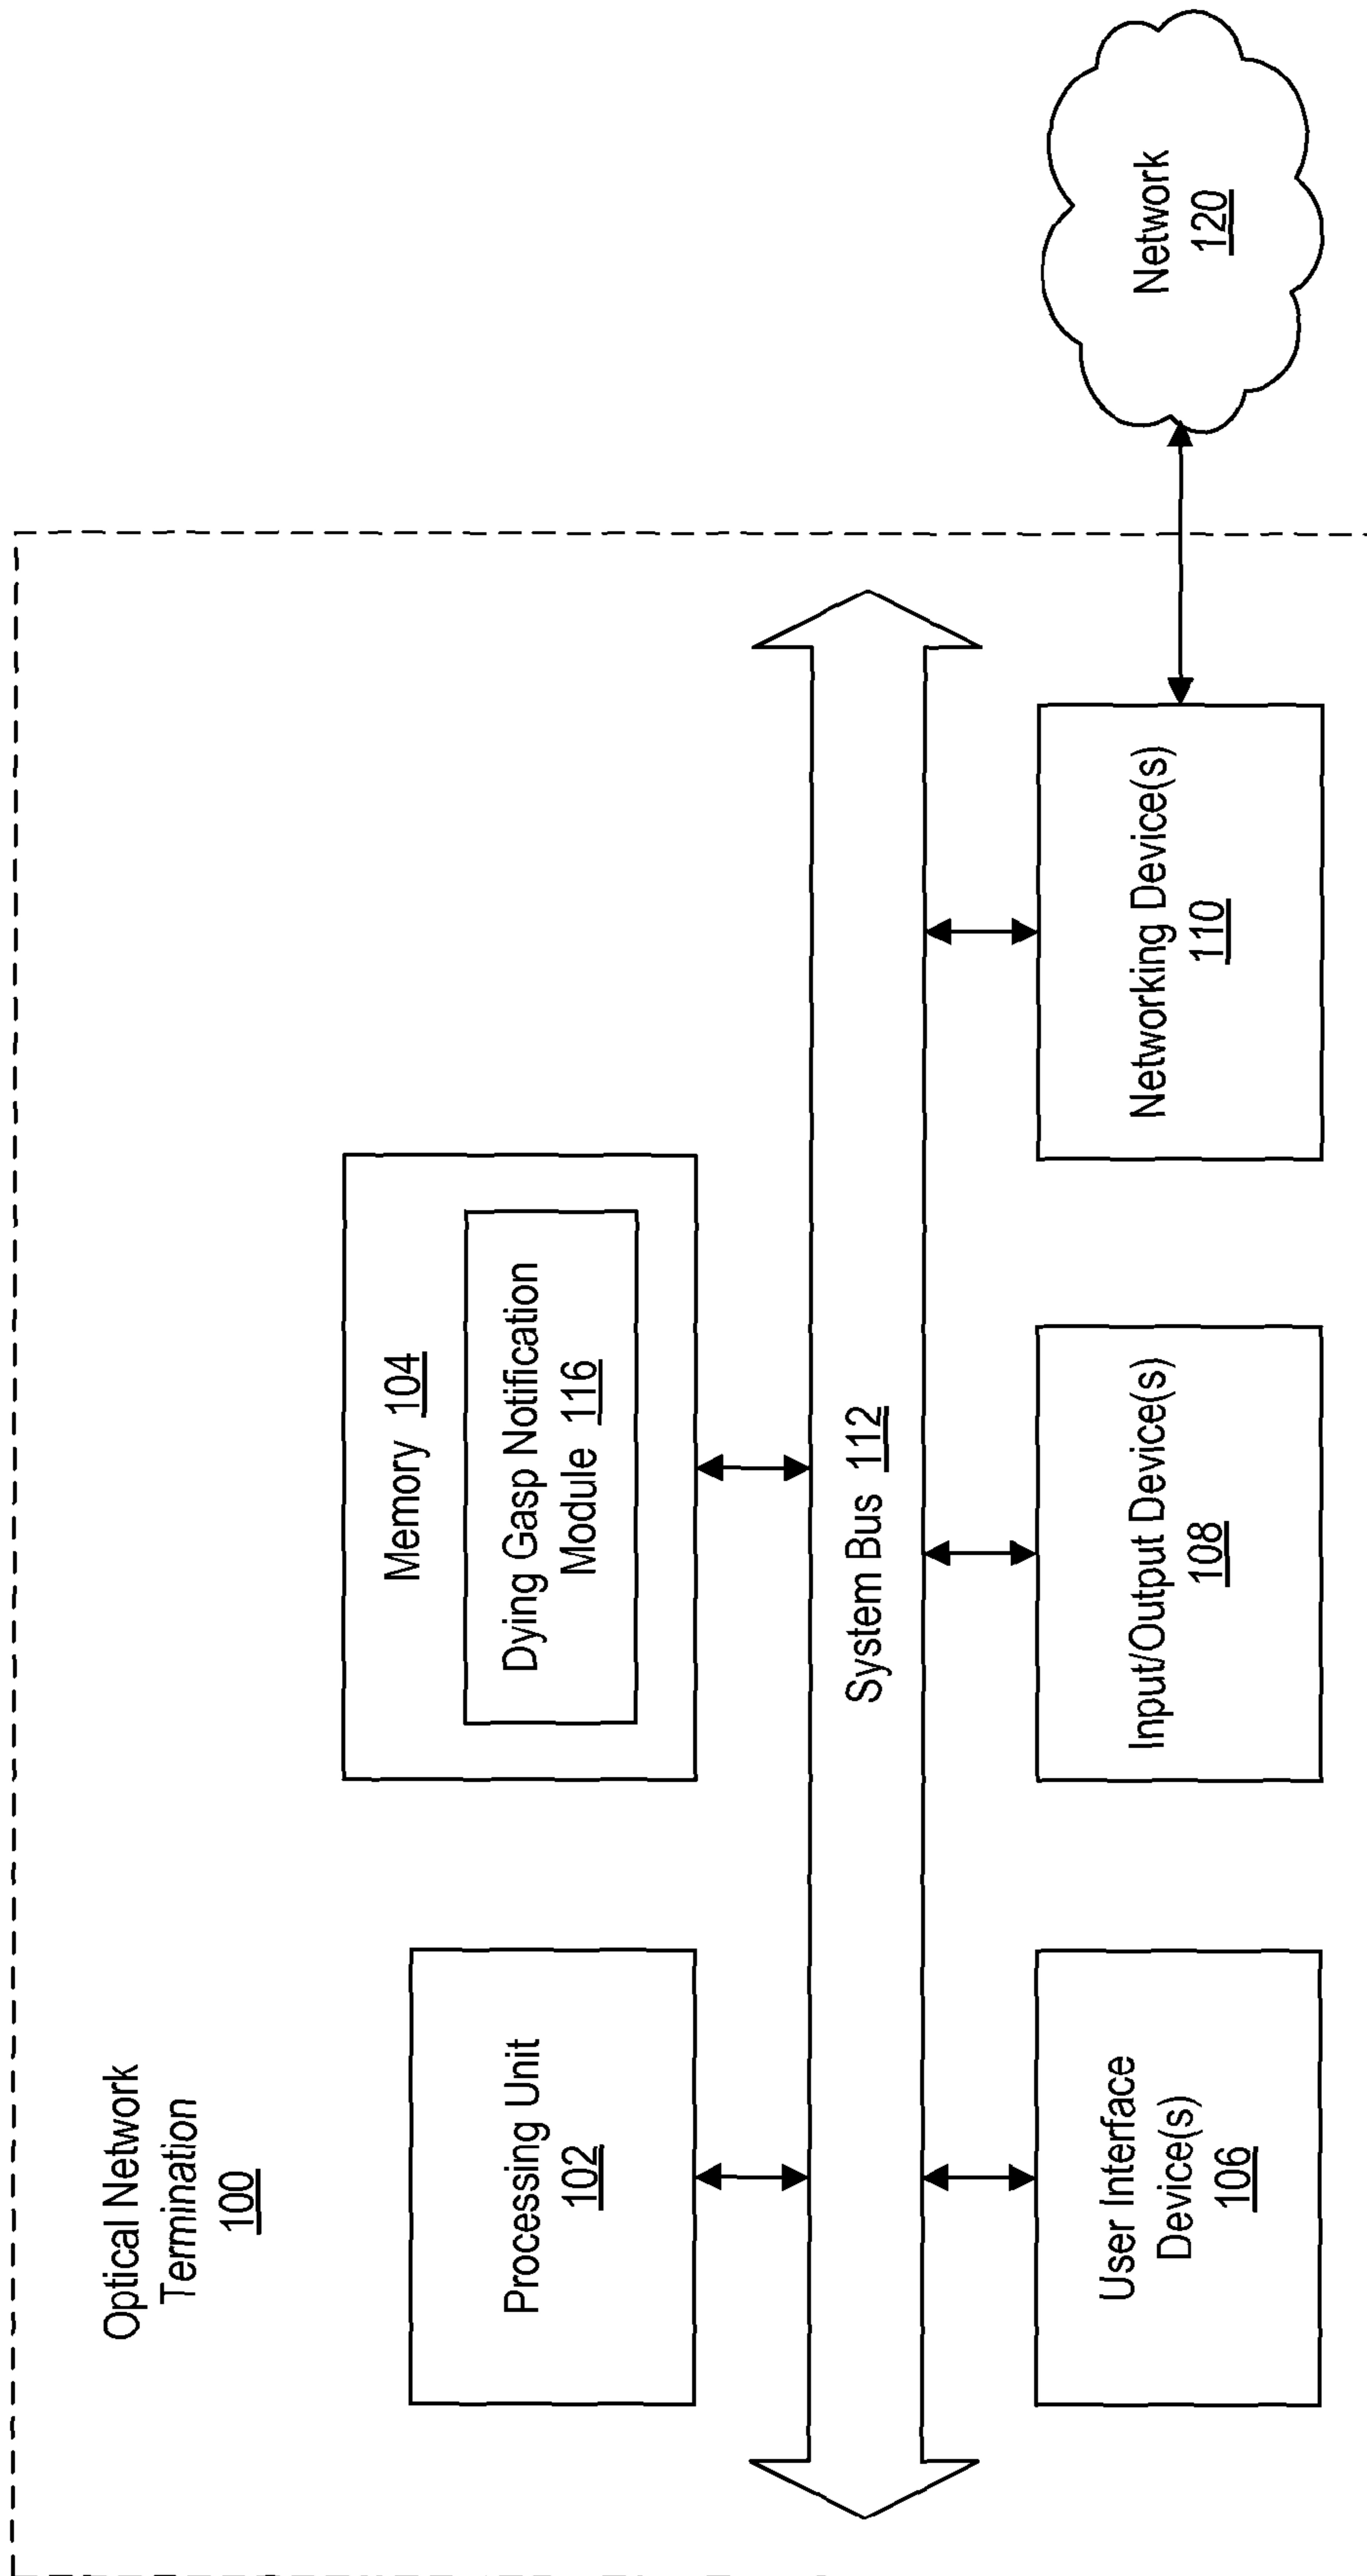 Optical Network
Termination
100
Processing Unit
102
Memory 104
Dying Gasp Notification
Module 116
System Bus 112
User Interface
Device(s)
106
Input/Output Device(s)
108
Networking Device(s)
110
Network
120